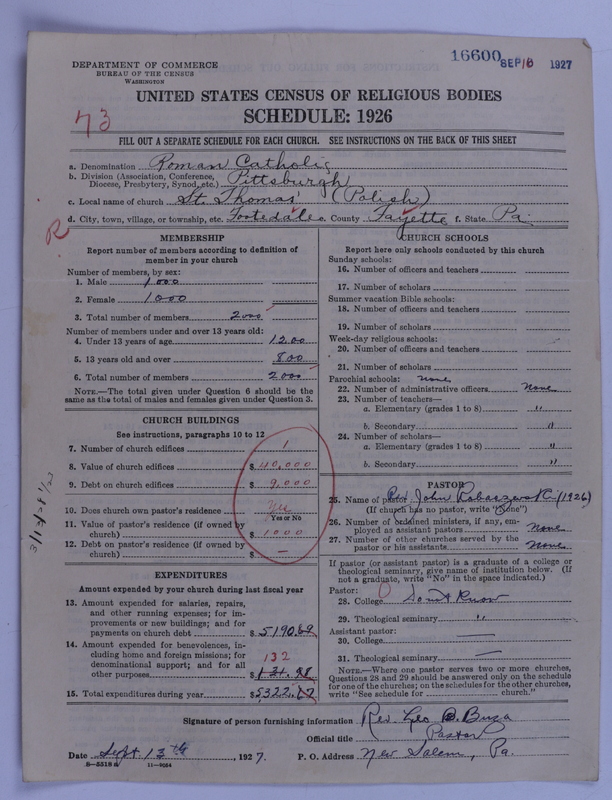 16600 SEP 16 1927
DEPARTMENT OF COMMERCE
BUREAU OF THE CENSUS
WASHINGTON
UNITED STATES CENSUS OF RELIGIOUS BODIES
SCHEDULE: 1926
73
FILL OUT A SEPARATE SCHEDULE FOR EACH CHURCH. SEE INSTRUCTIONS ON THE BACK OF THIS SHEET
a. Denomination Roman Catholic
b. Division (Association, Conference, Diocese, Presbytery, Synod, etc.) Pittsburgh
c. Local name of church St. Thomas' (Polish)
d. City, town, village, or township, etc. Footedale e. County Fayette f. State Pa.
R
MEMBERSHIP
Report number of members according to definition of
member in your church
Number of members, by sex:
1. Male 1000
2. Female 1000
3. Total number of members 2000
Number of members under and over 13 years old:
4. Under 13 years of age 1200
5. 13 years old and over 800
6. Total number of members 2000
NOTE.—The total given under Question 6 should be the
same as the total of males and females given under Question 3.
CHURCH BUILDINGS
See instructions, paragraphs 10 to 12
7. Number of church edifices 1
8. Value of church edifices $ 40,000
9. Debt on church edifices $ 9,000
10. Does church own pastor's residence Yes
Yes or No
11. Value of pastor's residence (if owned by
church) $ 1000
12. Debt on pastor's residence (if owned by
church) $ —
EXPENDITURES
Amount expended by your church during last fiscal year
13. Amount expended for salaries, repairs,
and other running expenses; for im-
provements or new buildings; and for
payments on church debt $ 5190.69
14. Amount expended for benevolences, in-
cluding home and foreign missions; for
denominational support; and for all
132
other purposes $ 131.98
15. Total expenditures during year $ 5322.17
CHURCH SCHOOLS
Report here only schools conducted by this church
Sunday schools:
16. Number of officers and teachers
17. Number of scholars
Summer vacation Bible schools:
18. Number of officers and teachers
19. Number of scholars
Week-day religious schools:
20. Number of officers and teachers
21. Number of scholars
Parochial schools: none
22. Number of administrative officers None
23. Number of teachers—
a. Elementary (grades 1 to 8) "
b. Secondary "
24. Number of scholars—
a. Elementary (grades 1 to 8) "
b. Secondary "
PASTOR
25. Name of pastor Rev. John (1926)
(If church has no pastor, write "None")
26. Number of ordained ministers, if any, em-
ployed as assistant pastors None
27. Number of other churches served by the
pastor or his assistants None
If pastor (or assistant pastor) is a graduate of a college or
theological seminary, give name of institution below. (If
not a graduate, write "No" in the space indicated.)
Pastor:
28. College Don't Know
29. Theological seminary "
Assistant pastor:
30. College —
31. Theological seminary —
NOTE.—Where one pastor serves two or more churches,
Questions 28 and 29 should be answered only on the schedule
for one of the churches; on the schedules for the other churches,
write "See schedule for church."
Signature of person furnishing information Rev. Geo B. Buza
Official title Pastor
Date Sept 13th, 1927. P. O. Address New Salem, Pa.
8-5518a 11-9064